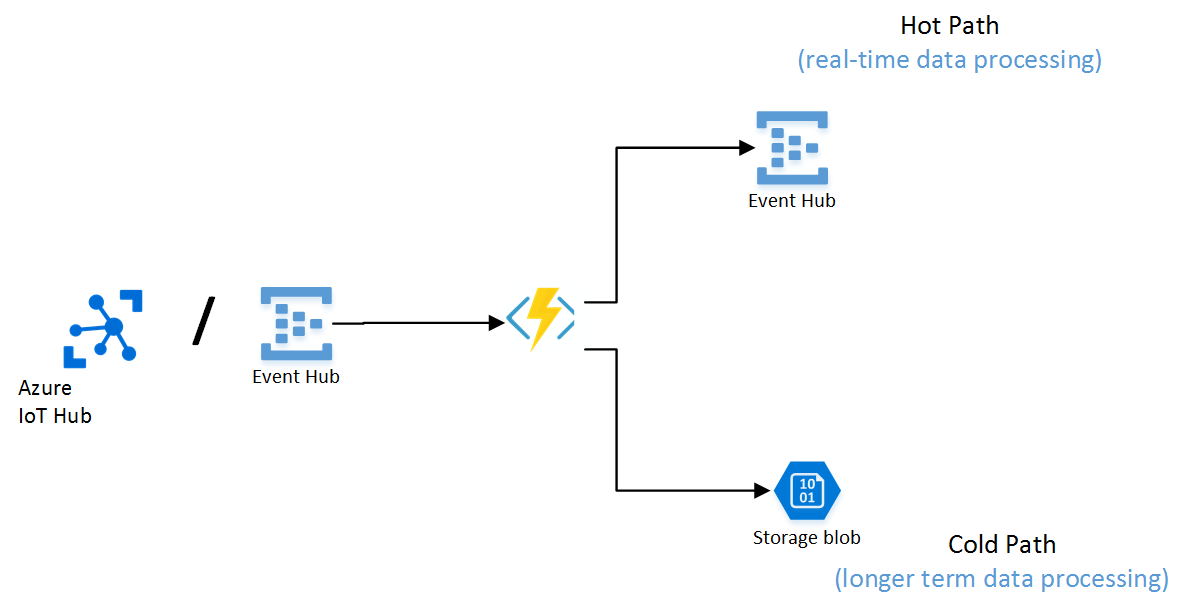 Hot Path
(real-time data processing)
Event Hub
/
Event Hub
Azure
IoT Hub
10
01
Storage blob
Cold Path
(longer term data processing)